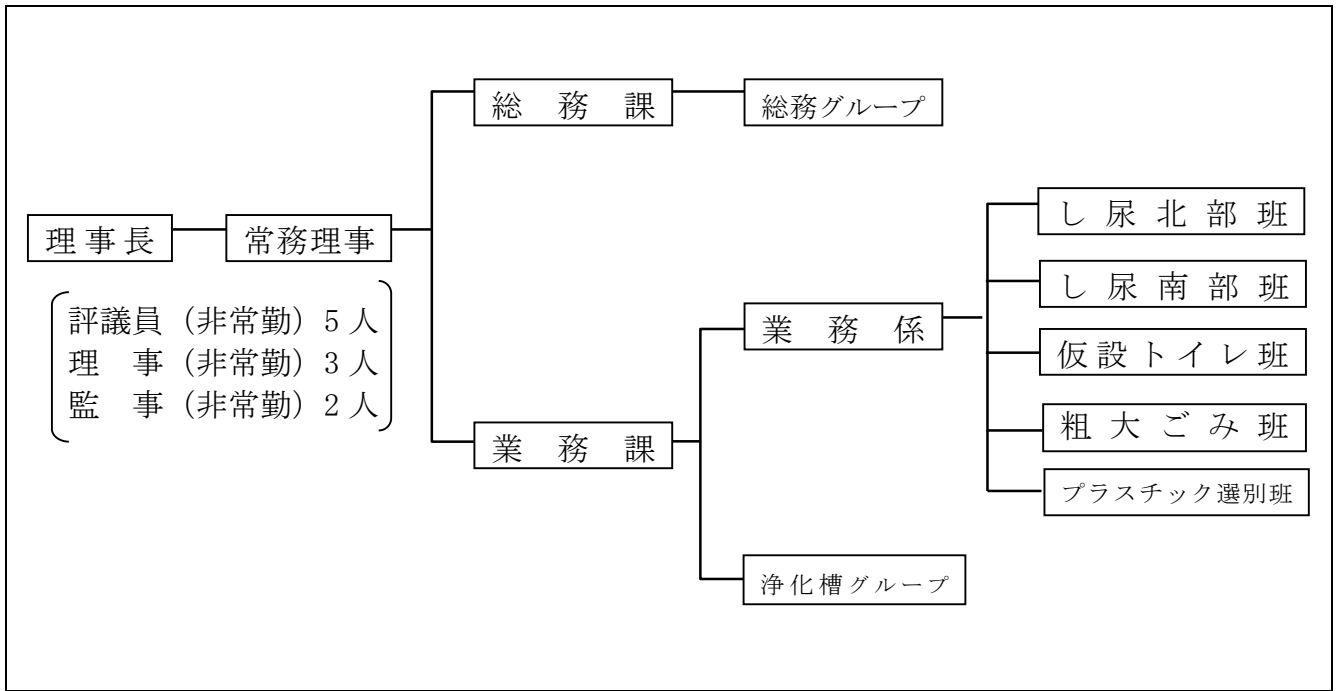 総務課
総務グループ
理事長
常務理事
評議員（非常勤）5人
理　事（非常勤）3人
監　事（非常勤）2人
業務課
業務係
浄化槽グループ
し尿北部班
し尿南部班
仮設トイレ班
粗大ごみ班
プラスチック選別班